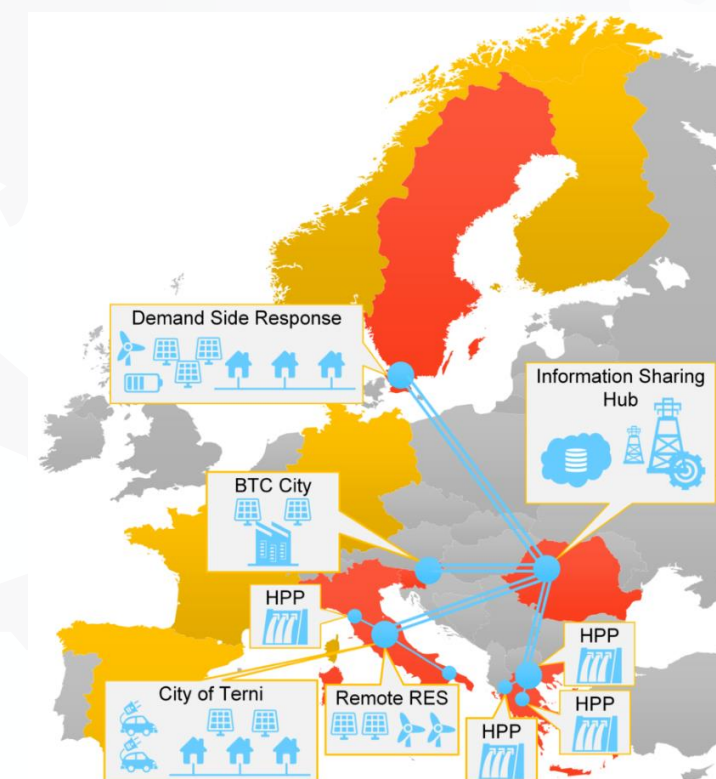 Demand Side Response
Information Sharing
Hub
BTC City
HPP
HPP
City of Terni
Remote RES
HPP
HPP